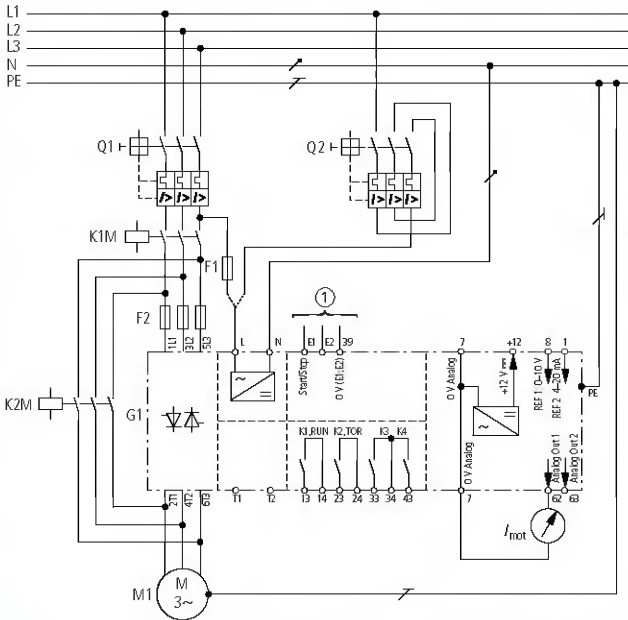 L1
L2
L3
N
PE
Q1
Q2
I> I> I>
I> I> I>
K1M
F1
F2
1
1L1 3L2 5L3
L N E1 E2 39
7 +12 8 1
Start/Stop
0 V (E1;E2)
0 V Analog
+12 V
REF 1: 0–10 V
REF 2: 4–20 mA
PE
K2M
G1
K1,RUN K2,TOR K3 K4
0 V Analog
Analog Out 1
Analog Out 2
2T1 4T2 6T3
T1 T2 13 14 23 24 33 34 43
7 62 63
Imot
M1
M
3~